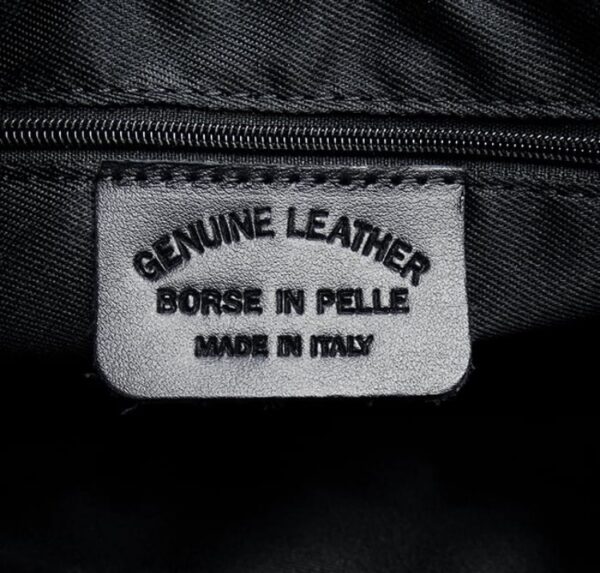 GENUINE LEATHER
BORSE IN PELLE
MADE IN ITALY